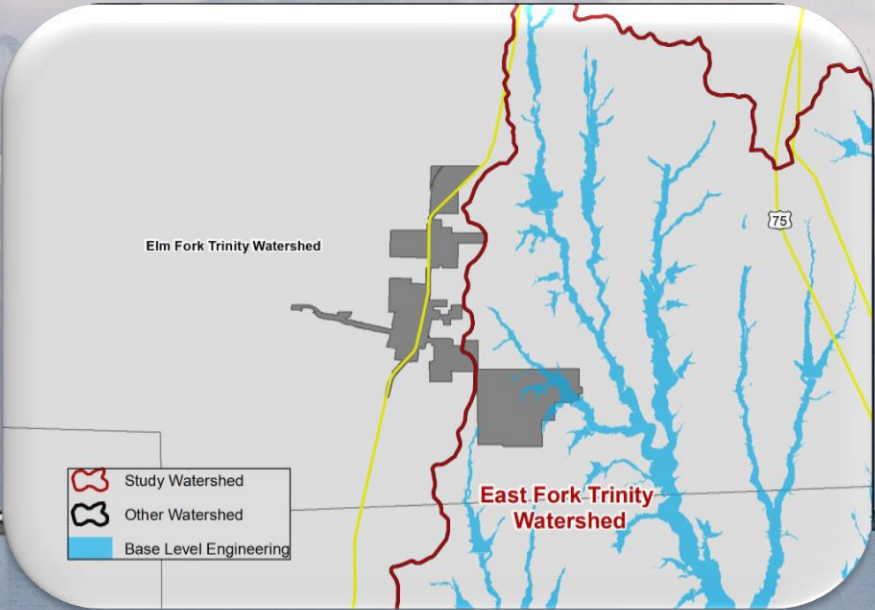 75
Elm Fork Trinity Watershed
Study Watershed
Other Watershed
Base Level Engineering
East Fork Trinity
Watershed